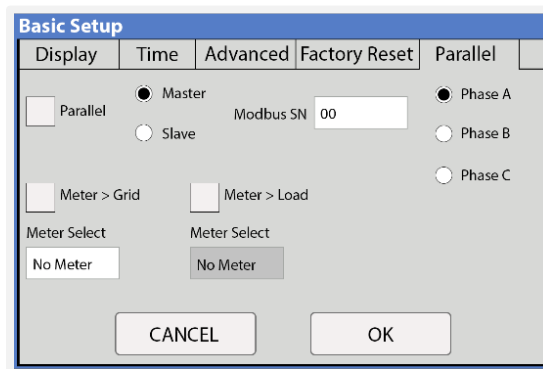 Basic Setup
Display Time Advanced Factory Reset Parallel
Parallel
Master
Slave
Modbus SN 00
Phase A
Phase B
Phase C
Meter > Grid
Meter > Load
Meter Select
No Meter
Meter Select
No Meter
CANCEL
OK